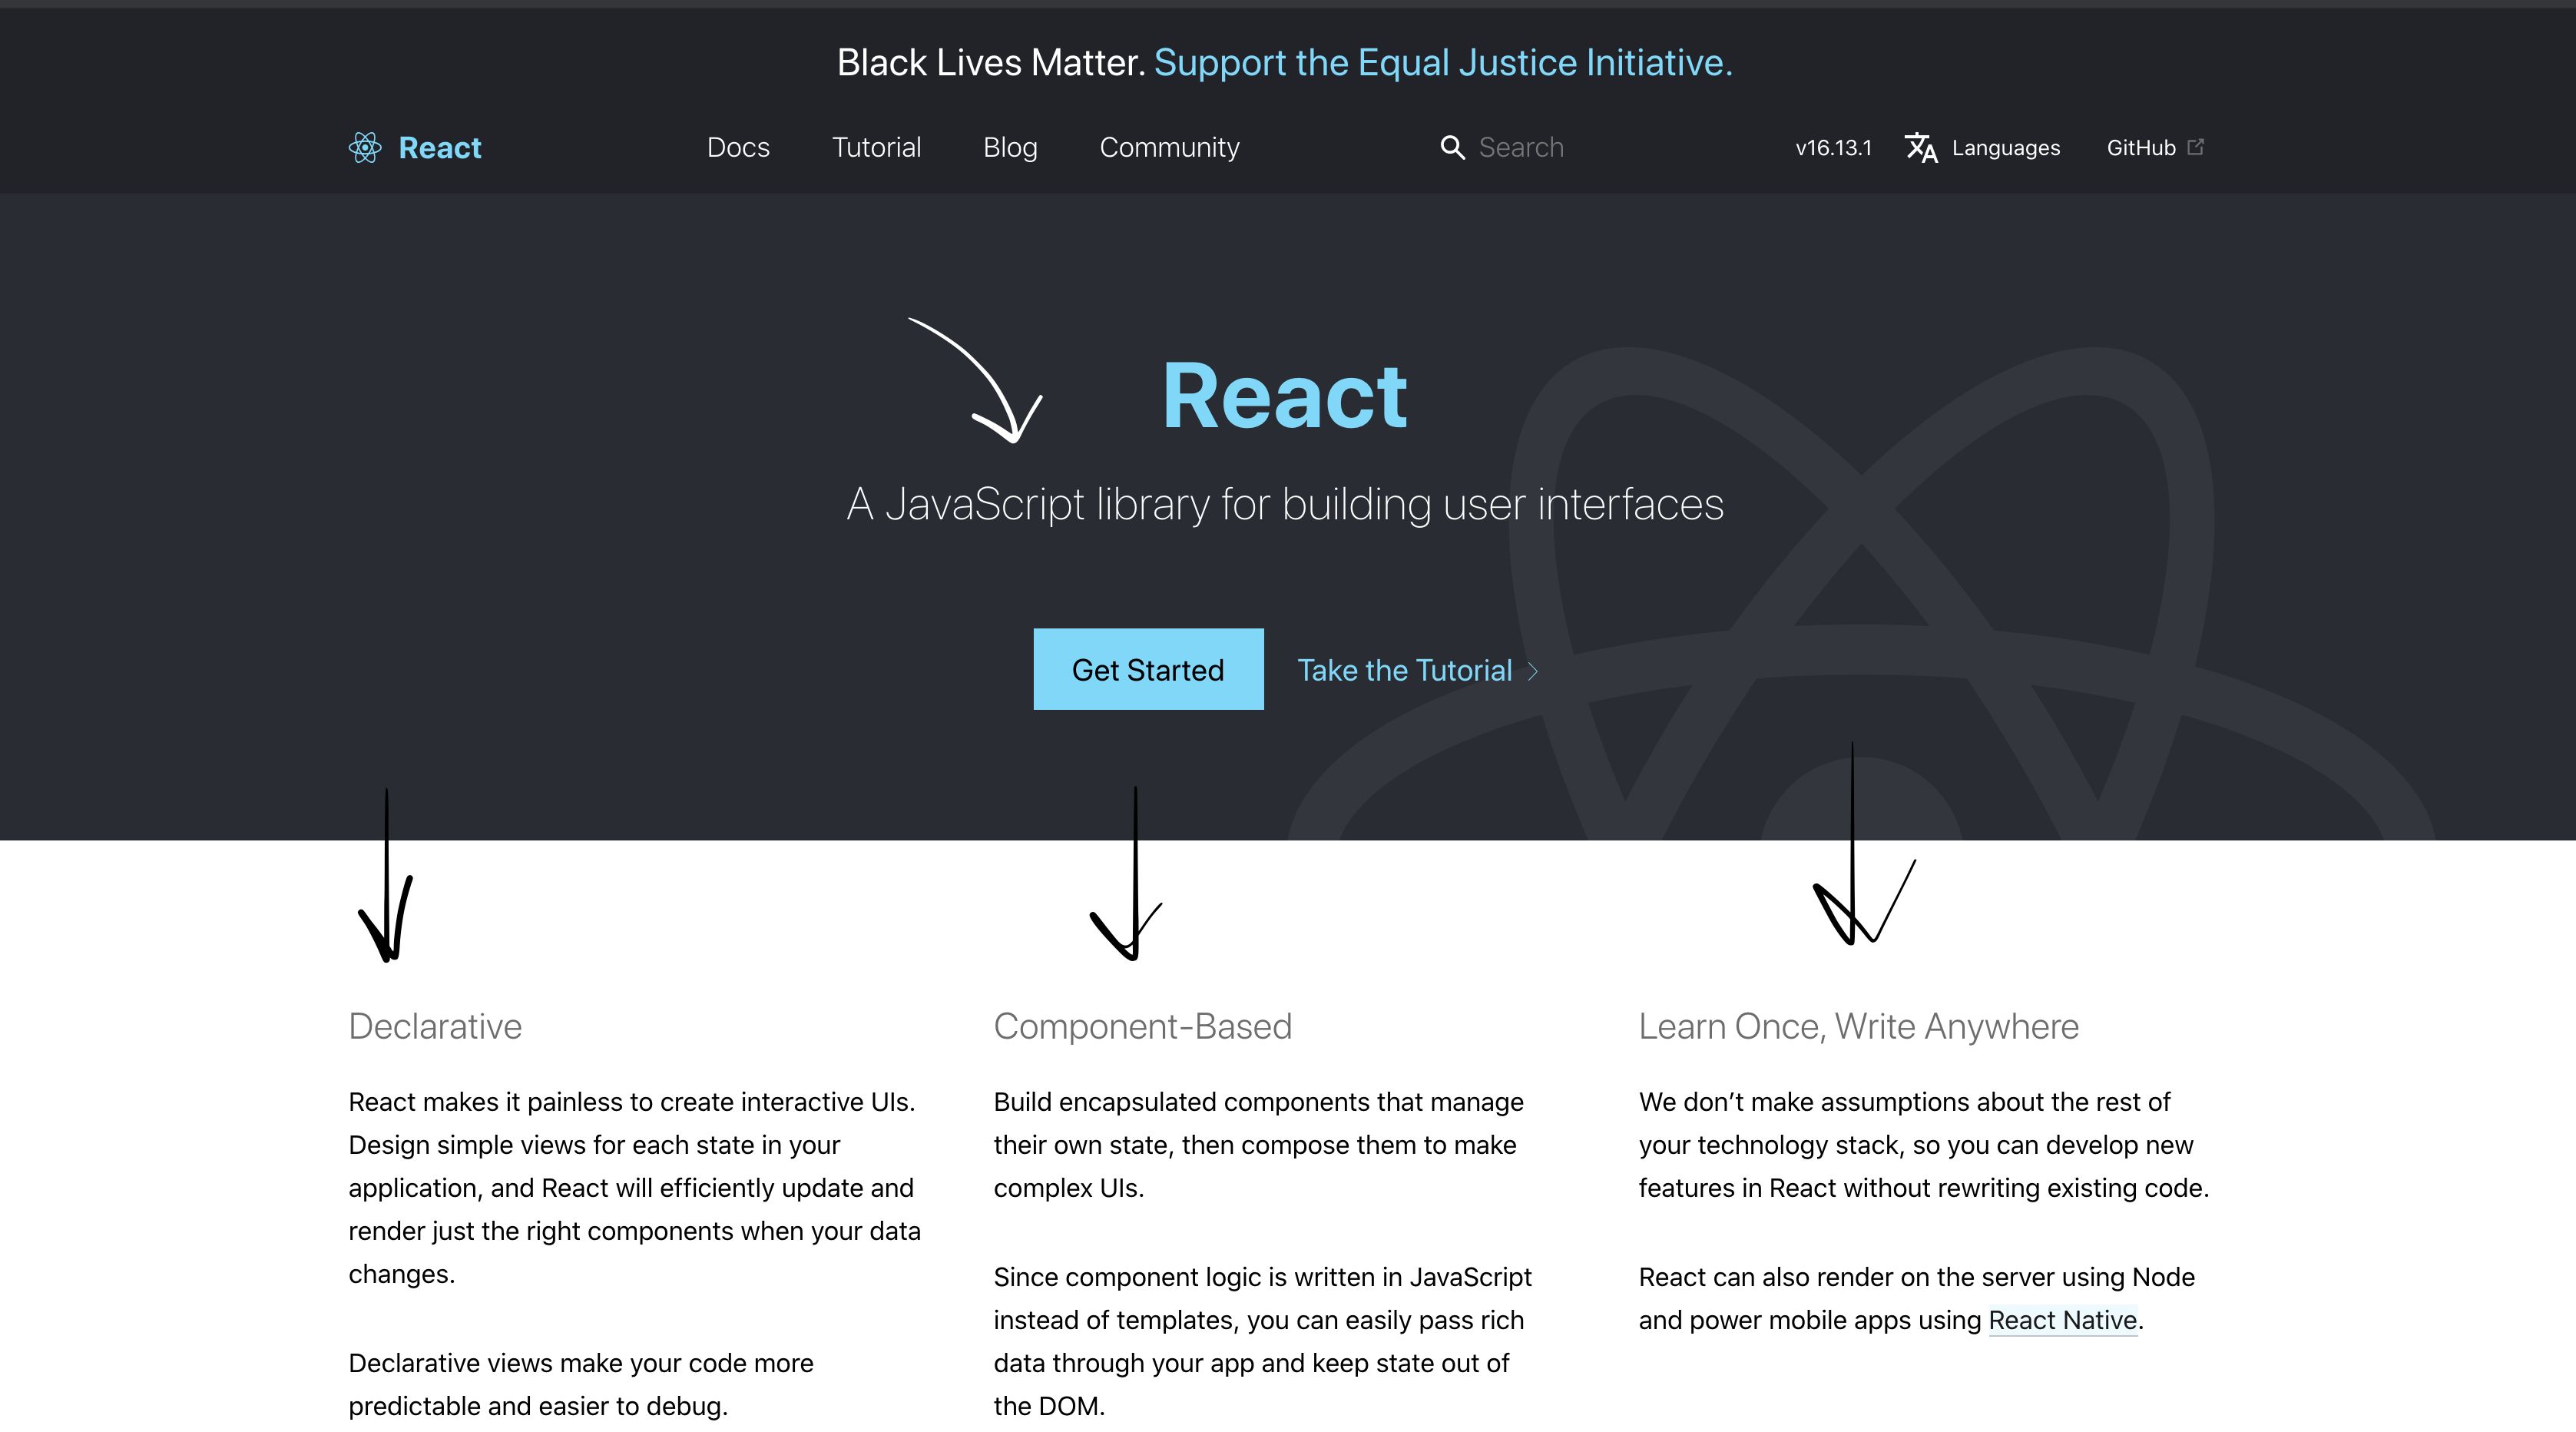 Black Lives Matter. Support the Equal Justice Initiative.
React Docs Tutorial Blog Community Search v16.13.1 Languages GitHub
React
A JavaScript library for building user interfaces
Get Started Take the Tutorial
Declarative
React makes it painless to create interactive UIs.
Design simple views for each state in your
application, and React will efficiently update and
render just the right components when your data
changes.
Declarative views make your code more
predictable and easier to debug.
Component-Based
Build encapsulated components that manage
their own state, then compose them to make
complex UIs.
Since component logic is written in JavaScript
instead of templates, you can easily pass rich
data through your app and keep state out of
the DOM.
Learn Once, Write Anywhere
We don’t make assumptions about the rest of
your technology stack, so you can develop new
features in React without rewriting existing code.
React can also render on the server using Node
and power mobile apps using React Native.